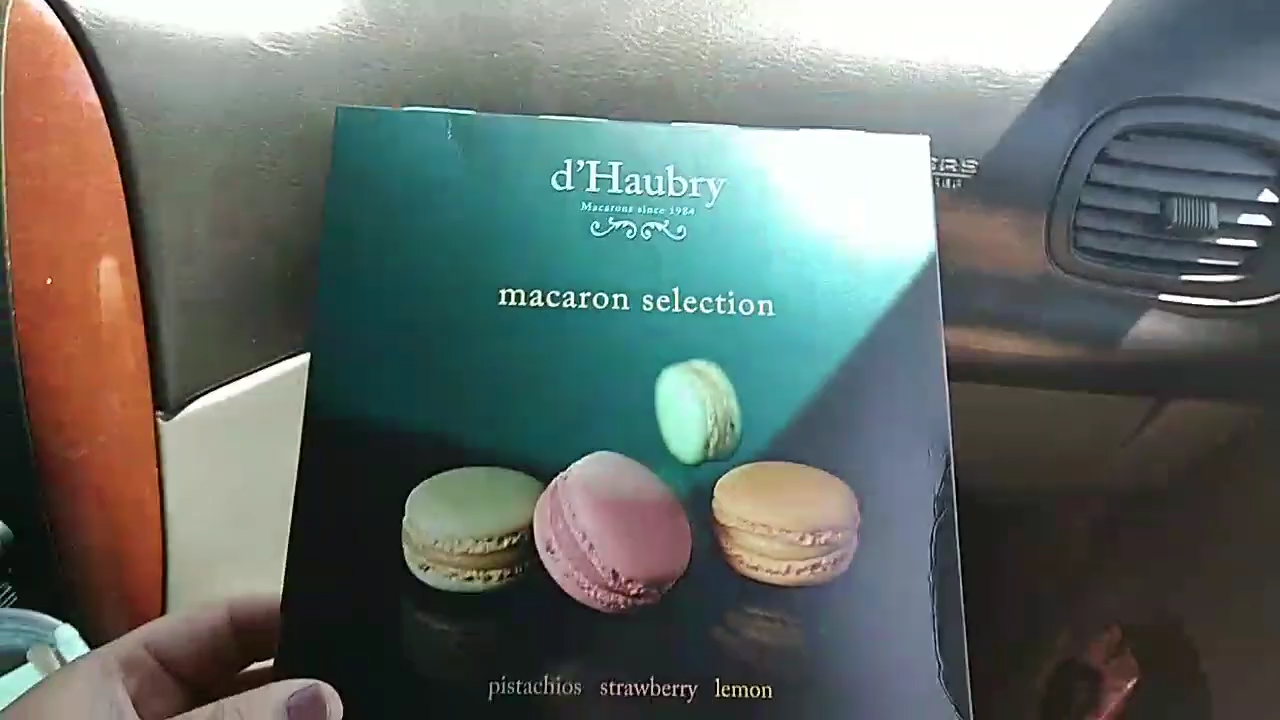 d'Haubry
Macarons since 1984
macaron selection
pistachios strawberry lemon